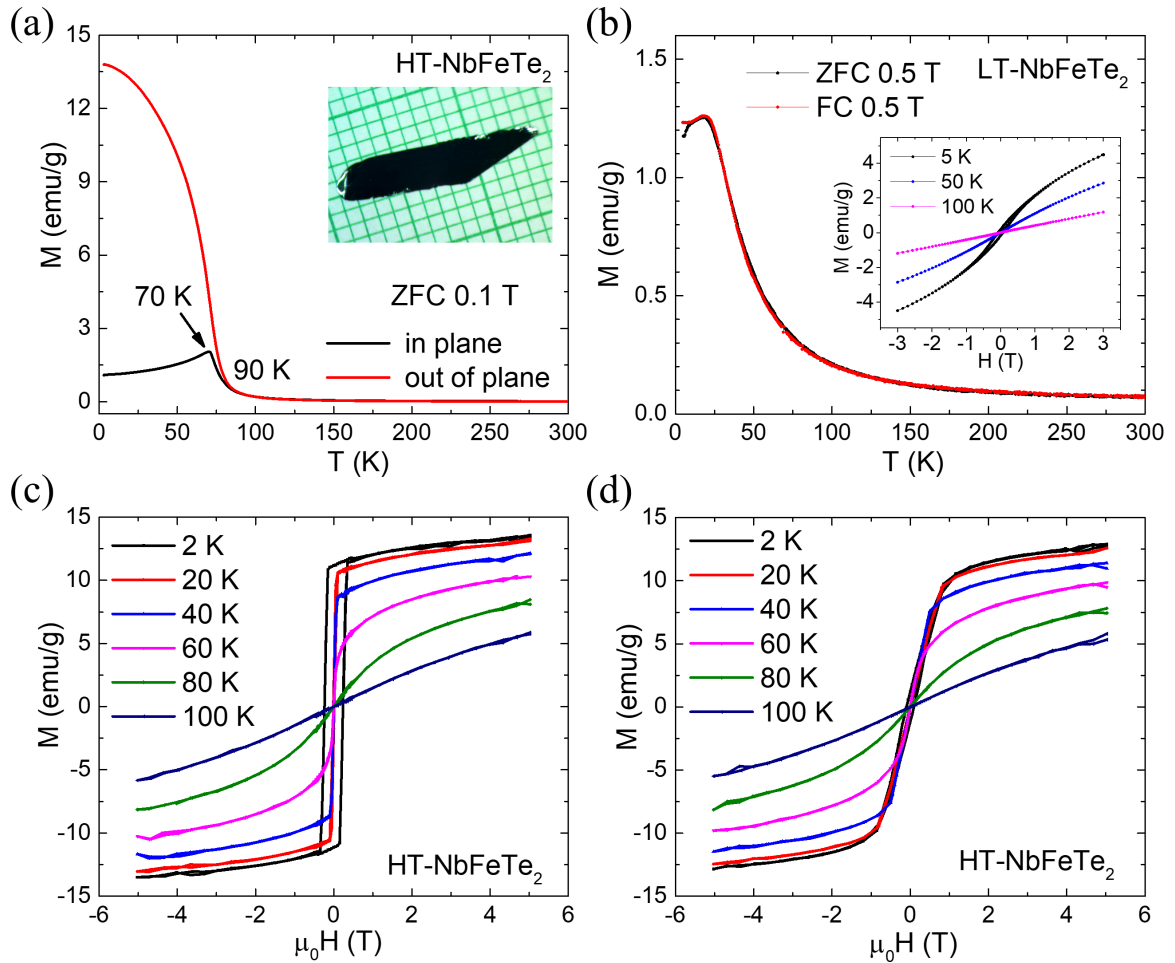 (a)
15
12
9
6
3
0
M (emu/g)
HT-NbFeTe₂
70 K
ZFC 0.1 T
in plane
90 K
out of plane
0 50 100 150 200 250 300
T (K)
(b)
1.5
1.0
0.5
0.0
M (emu/g)
ZFC 0.5 T
FC 0.5 T
LT-NbFeTe₂
4
2
0
-2
-4
M (emu/g)
5 K
50 K
100 K
-3 -2 -1 0 1 2 3
H (T)
0 50 100 150 200 250 300
T (K)
(c)
15
10
5
0
-5
-10
-15
M (emu/g)
2 K
20 K
40 K
60 K
80 K
100 K
HT-NbFeTe₂
-6 -4 -2 0 2 4 6
μ₀H (T)
(d)
15
10
5
0
-5
-10
-15
M (emu/g)
2 K
20 K
40 K
60 K
80 K
100 K
HT-NbFeTe₂
-6 -4 -2 0 2 4 6
μ₀H (T)